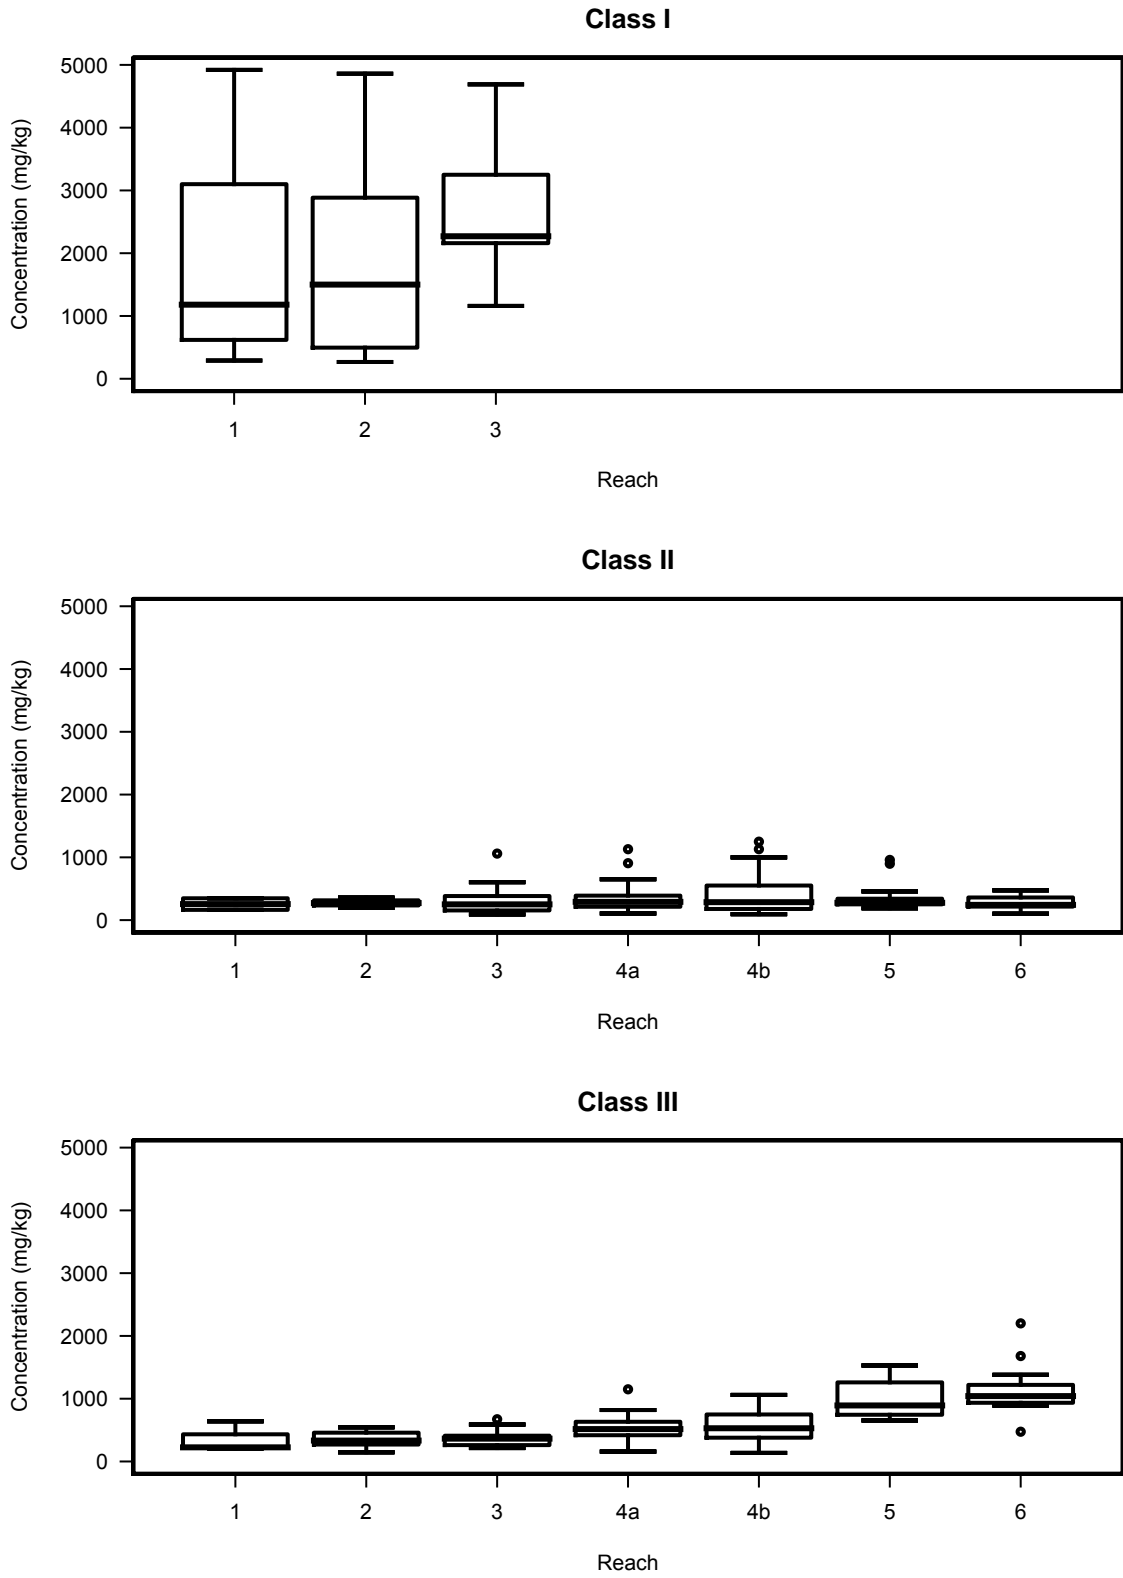 Class I
Concentration (mg/kg)
5000
4000
3000
2000
1000
0
1 2 3
Reach
Class II
Concentration (mg/kg)
5000
4000
3000
2000
1000
0
1 2 3 4a 4b 5 6
Reach
Class III
Concentration (mg/kg)
5000
4000
3000
2000
1000
0
1 2 3 4a 4b 5 6
Reach